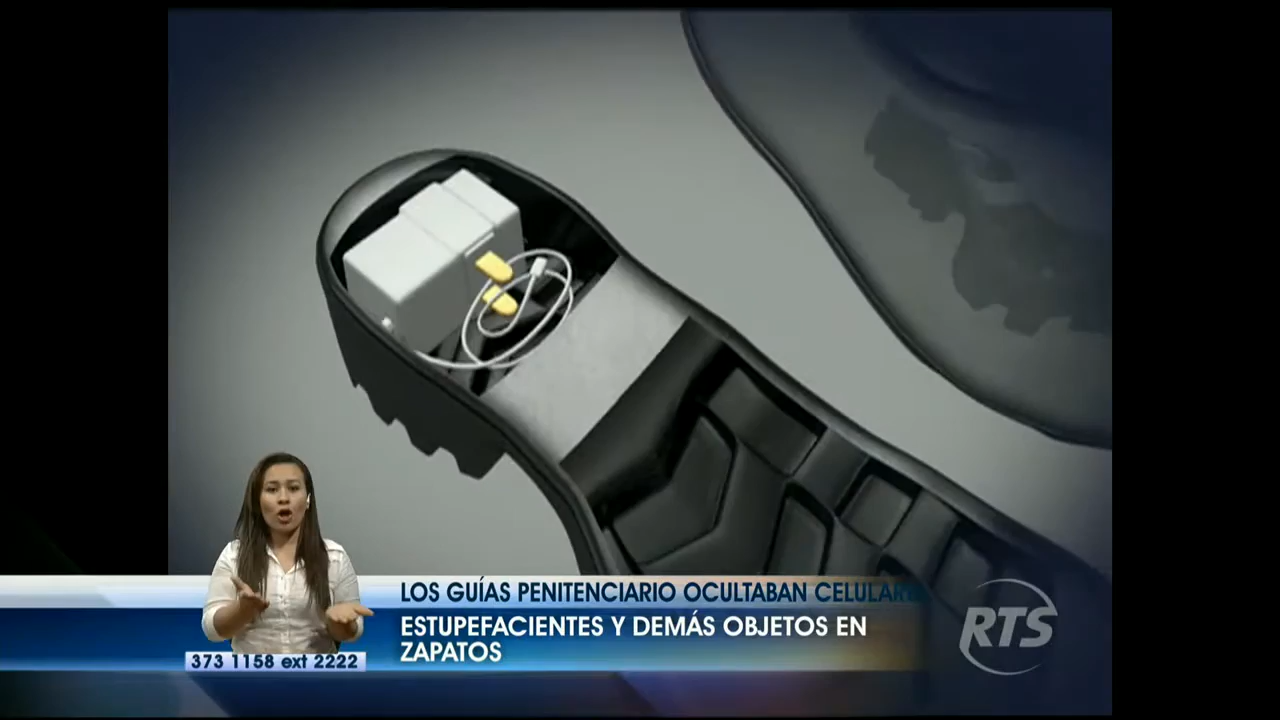 LOS GUÍAS PENITENCIARIO OCULTABAN
ESTUPEFACIENTES Y DEMÁS OBJETOS EN
ZAPATOS
373 1158 ext 2222
RTS